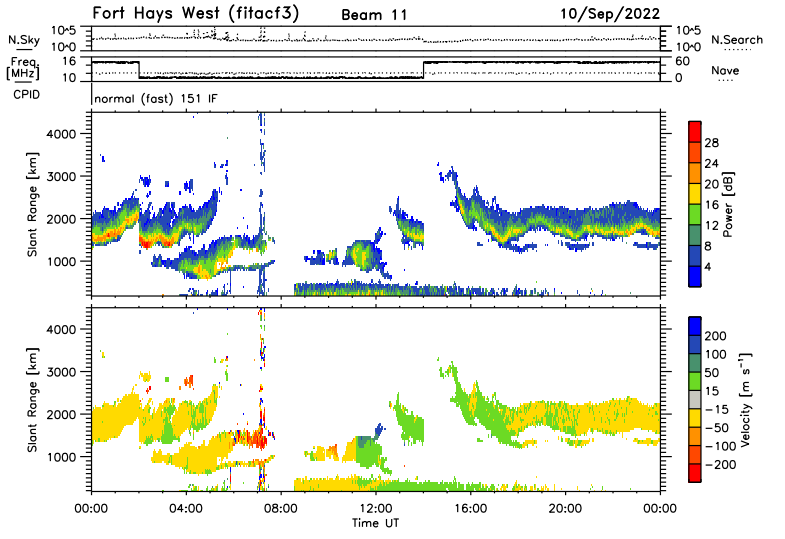 Fort Hays West (fitacf3) Beam 11 10/Sep/2022
N.Sky 10^5 10^0 10^5 10^0 N.Search
Freq. [MHz] 16 10 60 0 Nave
CPID normal (fast) 151 IF
Slant Range [km] 4000 3000 2000 1000
28 24 20 16 12 8 4 Power [dB]
Slant Range [km] 4000 3000 2000 1000
200 100 50 15 −15 −50 −100 −200 Velocity [m s⁻¹]
00:00 04:00 08:00 12:00 16:00 20:00 00:00
Time UT